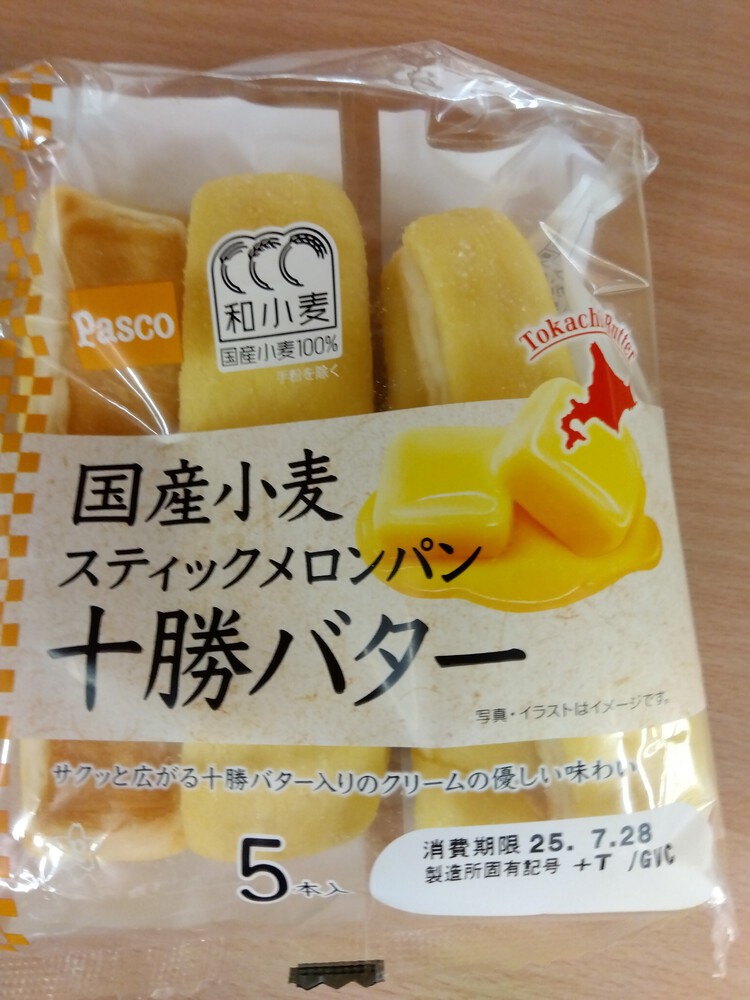 Pasco
和小麦
国産小麦100%
手粉を除く
Tokachi Butter
国産小麦
スティックメロンパン
十勝バター
写真・イラストはイメージです。
サクッと広がる十勝バター入りのクリームの優しい味わい
5本入
消費期限 25. 7.28
製造所固有記号 +T /GVC